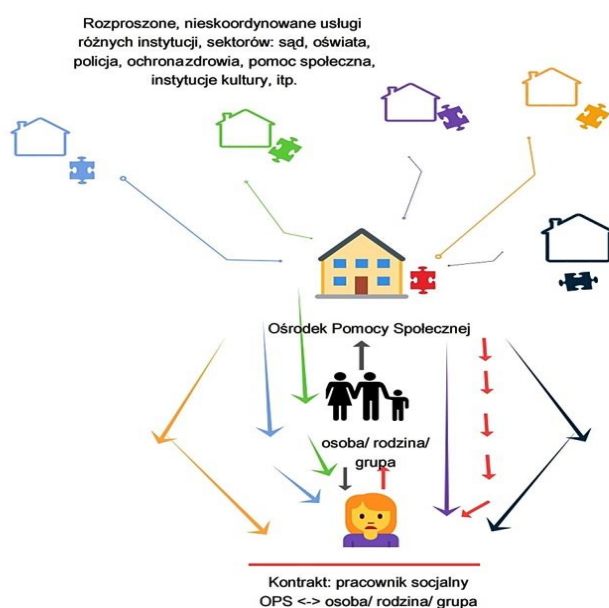 Rozproszone, nieskoordynowane usługi
różnych instytucji, sektorów: sąd, oświata,
policja, ochronazdrowia, pomoc społeczna,
instytucje kultury, itp.
Ośrodek Pomocy Społecznej
osoba/ rodzina/
grupa
Kontrakt: pracownik socjalny
OPS <-> osoba/ rodzina/ grupa